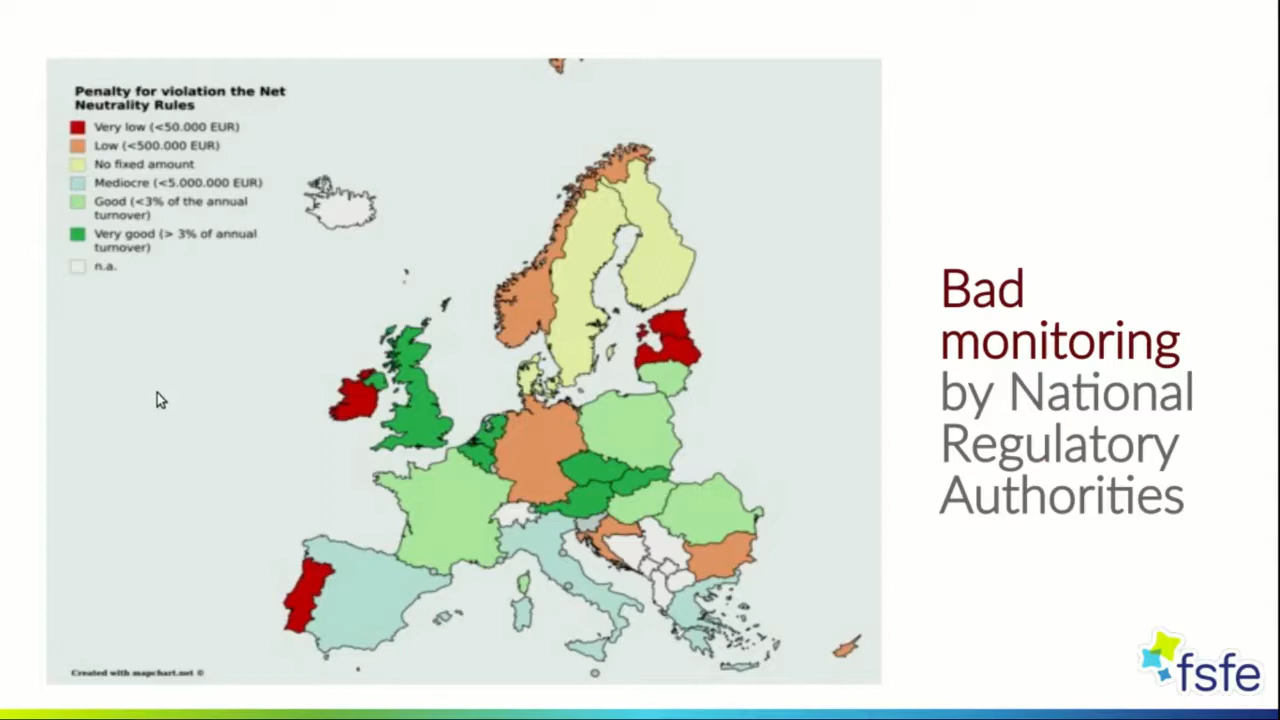 Penalty for violation the Net
Neutrality Rules
Very low (<50.000 EUR)
Low (<500.000 EUR)
No fixed amount
Mediocre (<5.000.000 EUR)
Good (<3% of the annual
turnover)
Very good (> 3% of annual
turnover)
n.a.
Created with mapchart.net ©
Bad
monitoring
by National
Regulatory
Authorities
fsfe